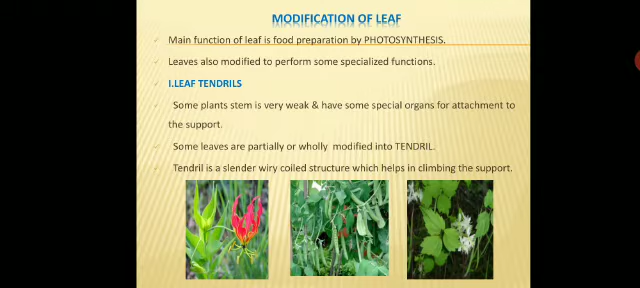 MODIFICATION OF LEAF
Main function of leaf is food preparation by PHOTOSYNTHESIS.
Leaves also modified to perform some specialized functions.
I.LEAF TENDRILS
Some plants stem is very weak & have some special organs for attachment to
the support.
Some leaves are partially or wholly modified into TENDRIL.
Tendril is a slender wiry coiled structure which helps in climbing the support.